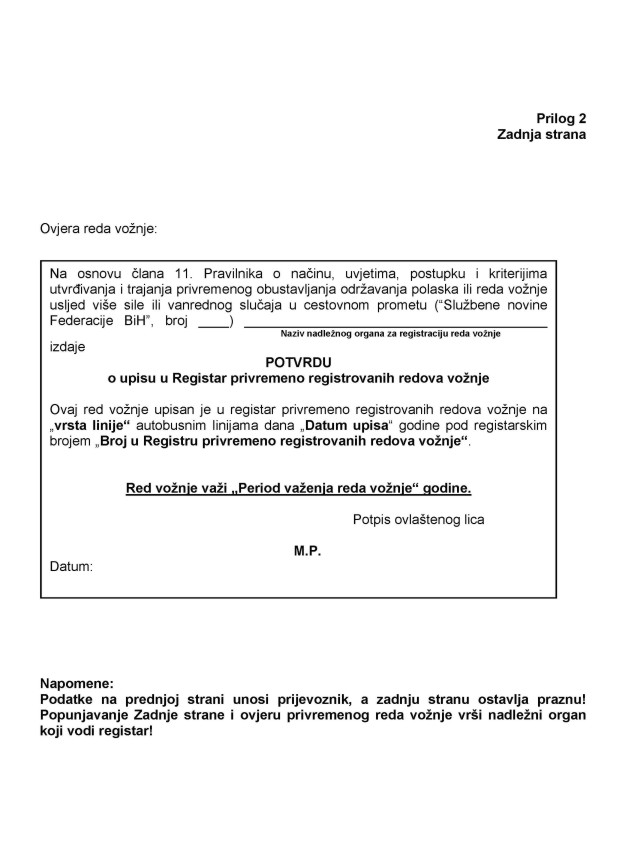 Prilog 2
Zadnja strana
Ovjera reda vožnje:
Na osnovu člana 11. Pravilnika o načinu, uvjetima, postupku i kriterijima
utvrđivanja i trajanja privremenog obustavljanja održavanja polaska ili reda vožnje
usljed više sile ili vanrednog slučaja u cestovnom prometu (“Službene novine
Federacije BiH”, broj ____) ________________________________________
Naziv nadležnog organa za registraciju reda vožnje
izdaje
POTVRDU
o upisu u Registar privremeno registrovanih redova vožnje
Ovaj red vožnje upisan je u registar privremeno registrovanih redova vožnje na
„vrsta linije“ autobusnim linijama dana „Datum upisa“ godine pod registarskim
brojem „Broj u Registru privremeno registrovanih redova vožnje“.
Red vožnje važi „Period važenja reda vožnje“ godine.
Potpis ovlaštenog lica
M.P.
Datum:
Napomene:
Podatke na prednjoj strani unosi prijevoznik, a zadnju stranu ostavlja praznu!
Popunjavanje Zadnje strane i ovjeru privremenog reda vožnje vrši nadležni organ
koji vodi registar!